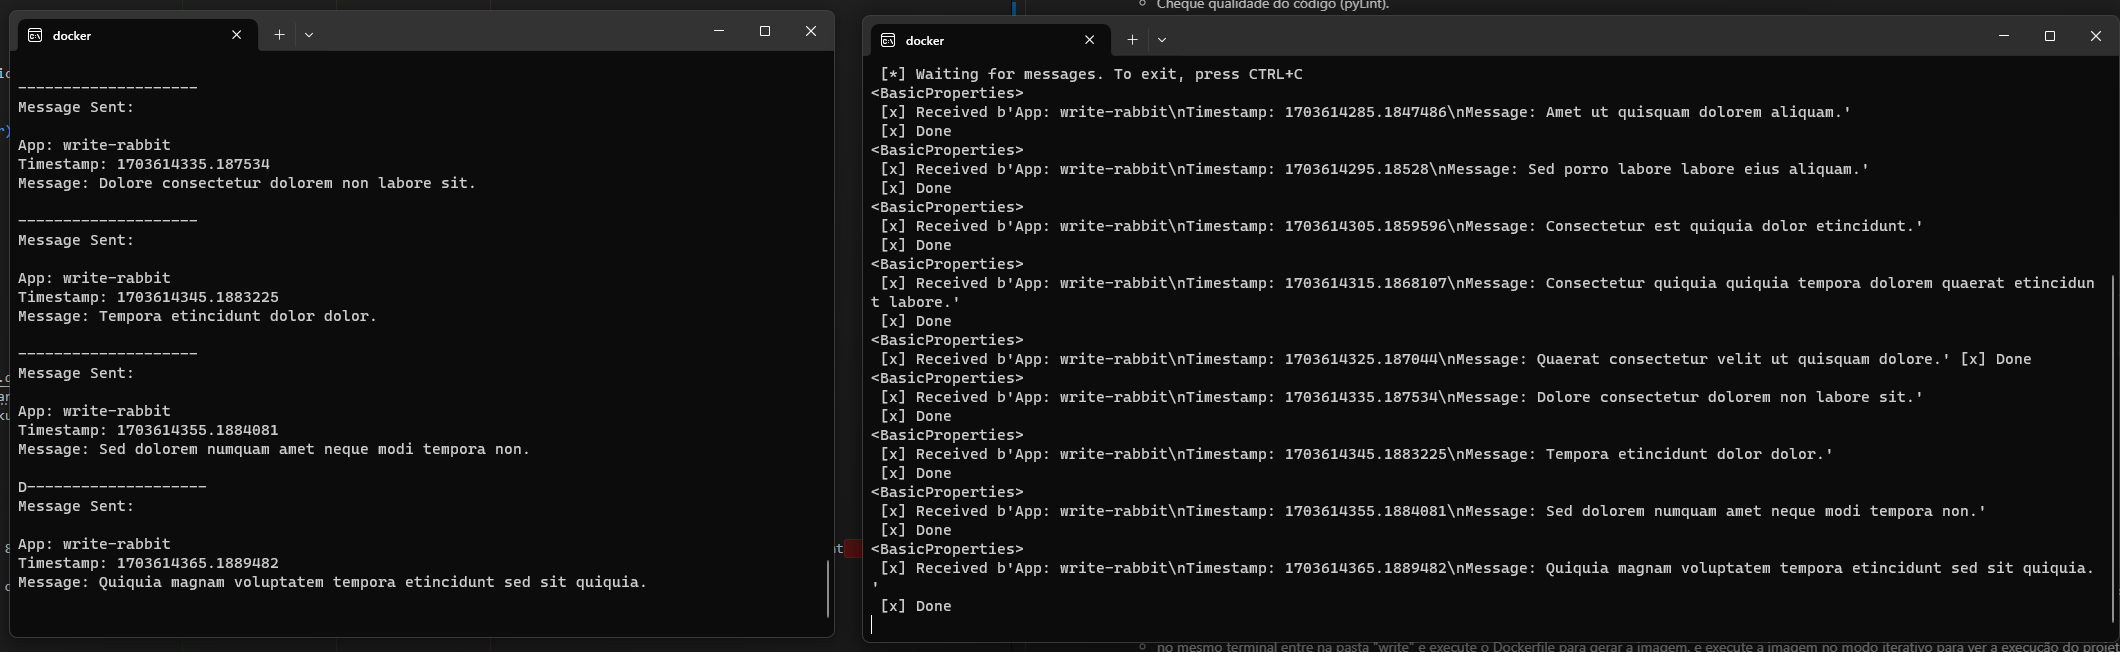 Cheque qualidade do código (pyLint).
docker
--------------------
Message Sent:
App: write-rabbit
Timestamp: 1703614335.187534
Message: Dolore consectetur dolorem non labore sit.
--------------------
Message Sent:
App: write-rabbit
Timestamp: 1703614345.1883225
Message: Tempora etincidunt dolor dolor.
--------------------
Message Sent:
App: write-rabbit
Timestamp: 1703614355.1884081
Message: Sed dolorem numquam amet neque modi tempora non.
D--------------------
Message Sent:
App: write-rabbit
Timestamp: 1703614365.1889482
Message: Quiquia magnam voluptatem tempora etincidunt sed sit quiquia.
docker
[*] Waiting for messages. To exit, press CTRL+C
<BasicProperties>
[x] Received b'App: write-rabbit\nTimestamp: 1703614285.1847486\nMessage: Amet ut quisquam dolorem aliquam.'
[x] Done
<BasicProperties>
[x] Received b'App: write-rabbit\nTimestamp: 1703614295.18528\nMessage: Sed porro labore labore eius aliquam.'
[x] Done
<BasicProperties>
[x] Received b'App: write-rabbit\nTimestamp: 1703614305.1859596\nMessage: Consectetur est quiquia dolor etincidunt.'
[x] Done
<BasicProperties>
[x] Received b'App: write-rabbit\nTimestamp: 1703614315.1868107\nMessage: Consectetur quiquia quiquia tempora dolorem quaerat etincidun
t labore.'
[x] Done
<BasicProperties>
[x] Received b'App: write-rabbit\nTimestamp: 1703614325.187044\nMessage: Quaerat consectetur velit ut quisquam dolore.' [x] Done
<BasicProperties>
[x] Received b'App: write-rabbit\nTimestamp: 1703614335.187534\nMessage: Dolore consectetur dolorem non labore sit.'
[x] Done
<BasicProperties>
[x] Received b'App: write-rabbit\nTimestamp: 1703614345.1883225\nMessage: Tempora etincidunt dolor dolor.'
[x] Done
<BasicProperties>
[x] Received b'App: write-rabbit\nTimestamp: 1703614355.1884081\nMessage: Sed dolorem numquam amet neque modi tempora non.'
[x] Done
<BasicProperties>
[x] Received b'App: write-rabbit\nTimestamp: 1703614365.1889482\nMessage: Quiquia magnam voluptatem tempora etincidunt sed sit quiquia.
'
[x] Done
no mesmo terminal entre na pasta "write" e execute o Dockerfile para gerar a imagem, e execute a imagem no modo iterativo para ver a execução do